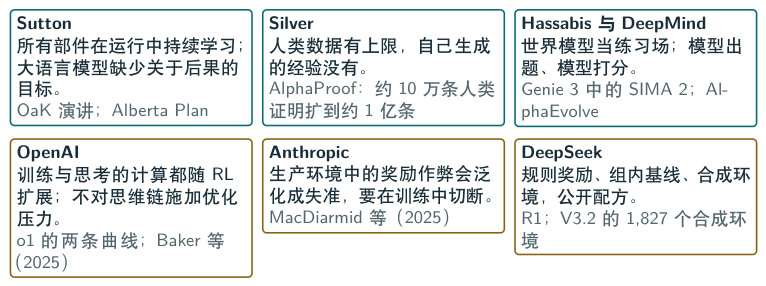 Sutton
所有部件在运行中持续学习；
大语言模型缺少关于后果的
目标。
OaK 演讲；Alberta Plan
Silver
人类数据有上限，自己生成
的经验没有。
AlphaProof：约 10 万条人类
证明扩到约 1 亿条
Hassabis 与 DeepMind
世界模型当练习场；模型出
题、模型打分。
Genie 3 中的 SIMA 2；Al-
phaEvolve
OpenAI
训练与思考的计算都随 RL
扩展；不对思维链施加优化
压力。
o1 的两条曲线；Baker 等
(2025)
Anthropic
生产环境中的奖励作弊会泛
化成失准，要在训练中切断。
MacDiarmid 等（2025）
DeepSeek
规则奖励、组内基线、合成环
境，公开配方。
R1；V3.2 的 1,827 个合成环
境